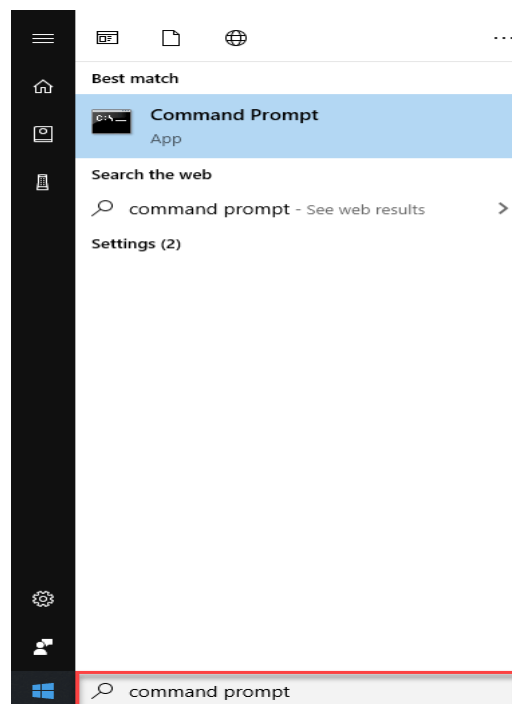 Best match
Command Prompt
App
Search the web
command prompt - See web results
Settings (2)
command prompt